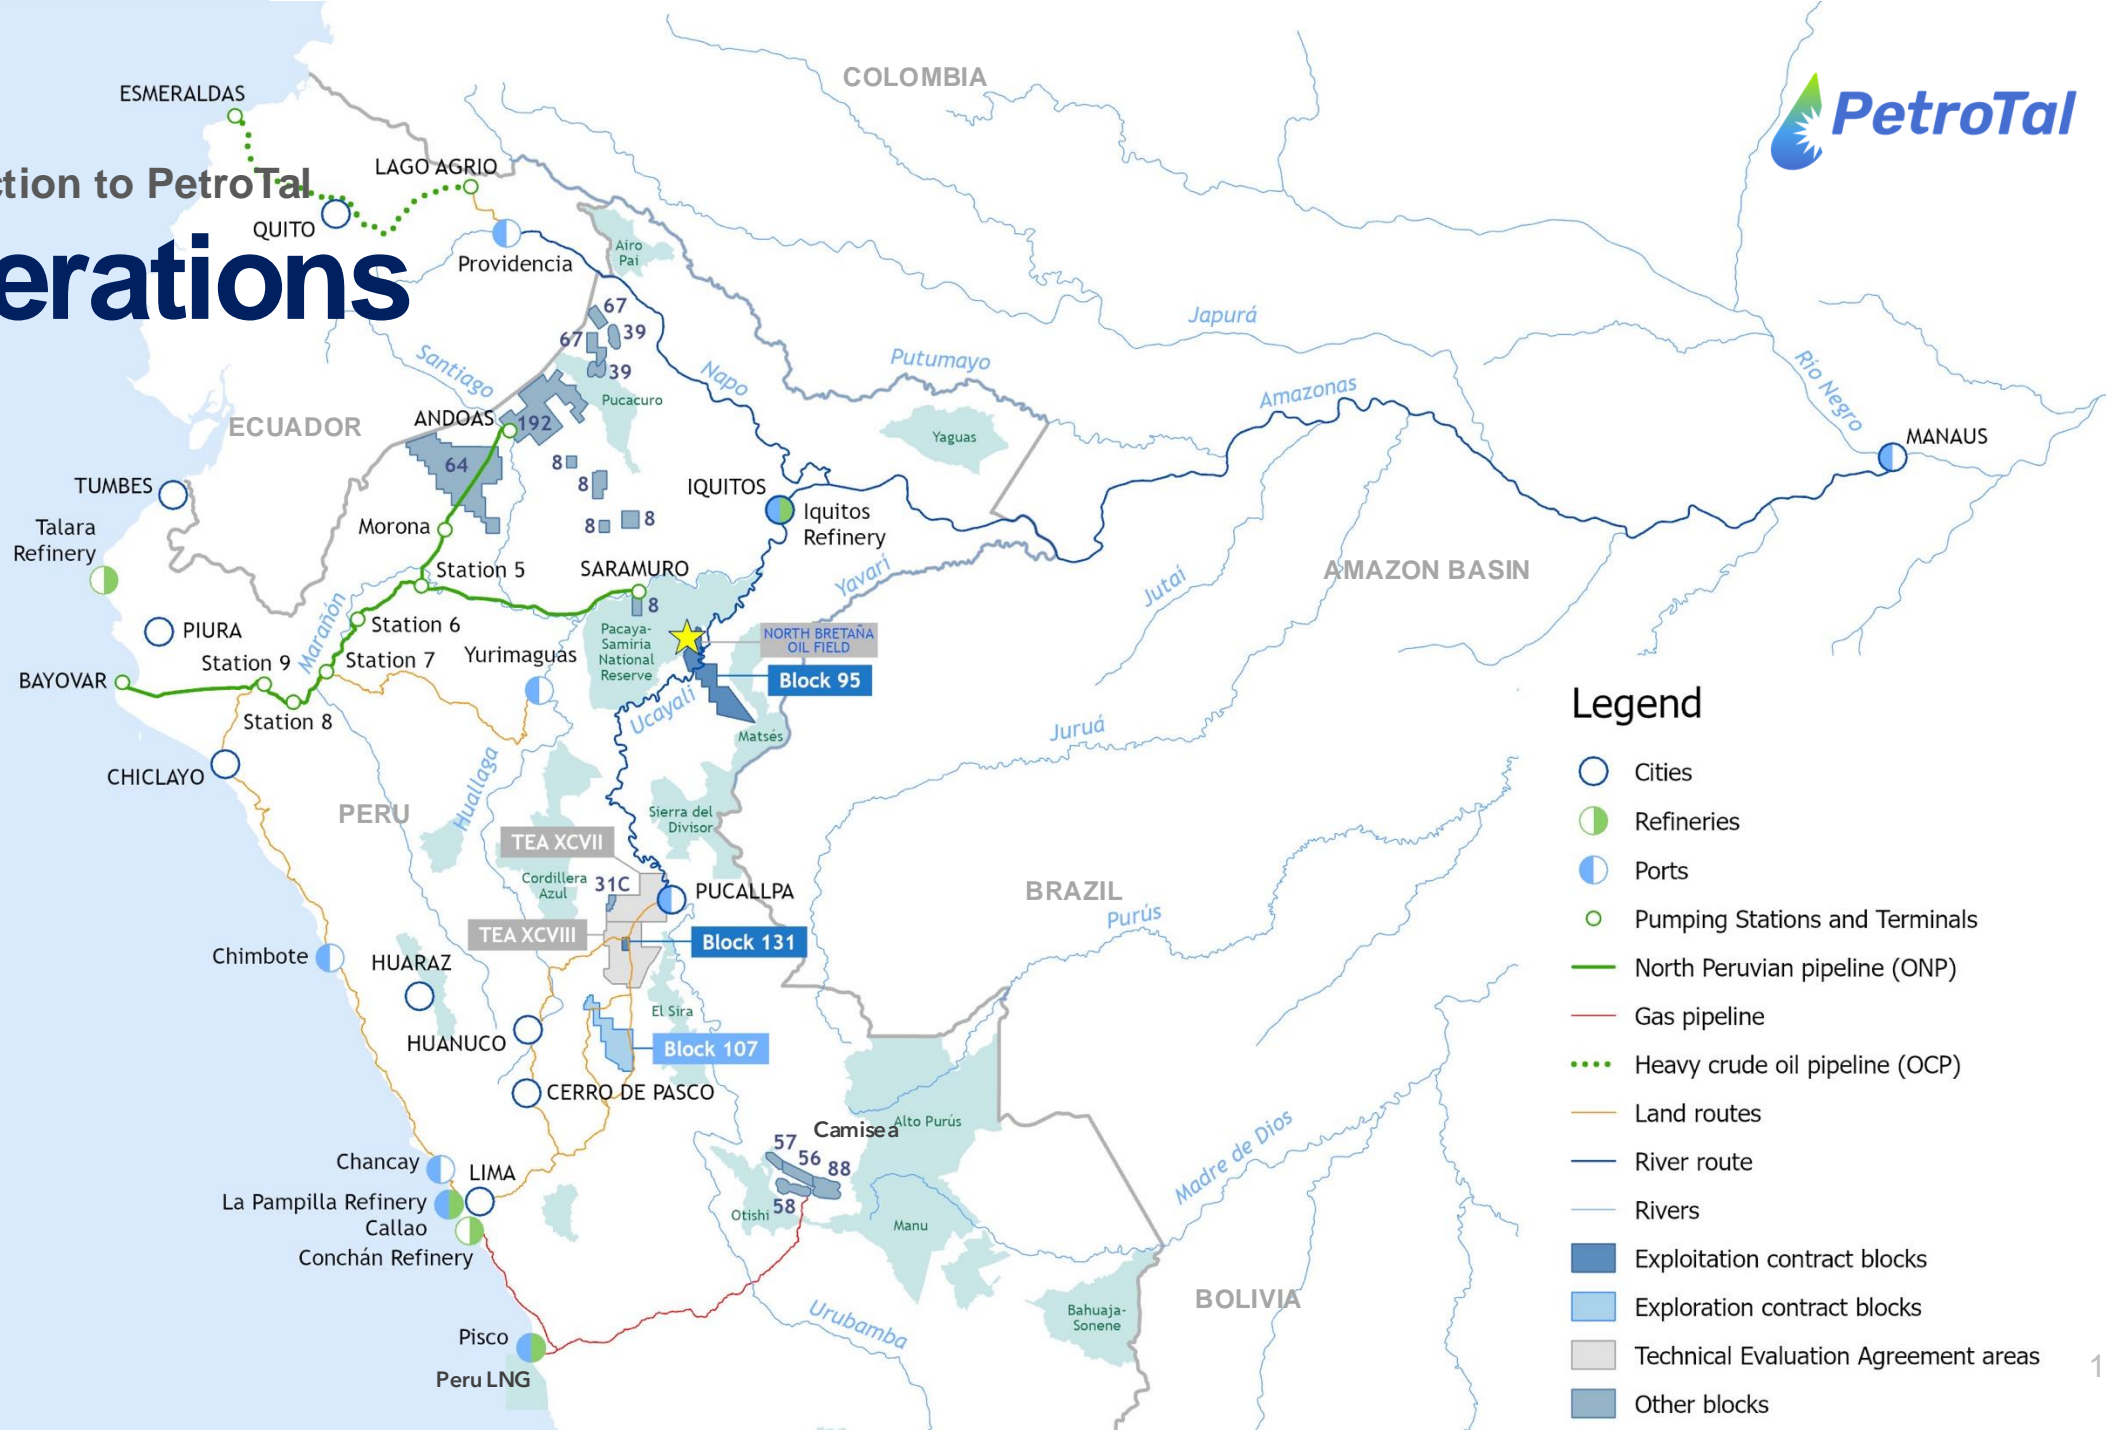 COLOMBIA
ESMERALDAS
PetroTal
LAGO AGRIO
ction to PetroTal
QUITO
erations
Providencia
Airo
Pai
67
39
67
39
Santiago
Napo
Putumayo
Japurá
Amazonas
Río Negro
Pucacuro
ECUADOR
ANDOAS
192
Yaguas
MANAUS
64
8
8
8
8
TUMBES
IQUITOS
Iquitos
Refinery
Talara
Refinery
Morona
Station 5
SARAMURO
Yavarí
Jutaí
AMAZON BASIN
8
Marañón
Station 6
PIURA
Pacaya-
Samiria
National
Reserve
NORTH BRETAÑA
OIL FIELD
Station 9
Station 7
Yurimaguas
BAYOVAR
Block 95
Station 8
Ucayali
Matsés
Juruá
CHICLAYO
Huallaga
PERU
Sierra del
Divisor
TEA XCVII
Cordillera
Azul
31C
PUCALLPA
BRAZIL
Purús
TEA XCVIII
Block 131
Chimbote
HUARAZ
El Sira
HUANUCO
Block 107
CERRO DE PASCO
Camisea
Alto Purús
57
56
88
58
Otishi
Manu
Madre de Dios
Chancay
LIMA
La Pampilla Refinery
Callao
Conchán Refinery
Urubamba
Bahuaja-
Sonene
BOLIVIA
Pisco
Peru LNG
Legend
Cities
Refineries
Ports
Pumping Stations and Terminals
North Peruvian pipeline (ONP)
Gas pipeline
Heavy crude oil pipeline (OCP)
Land routes
River route
Rivers
Exploitation contract blocks
Exploration contract blocks
Technical Evaluation Agreement areas
Other blocks
1